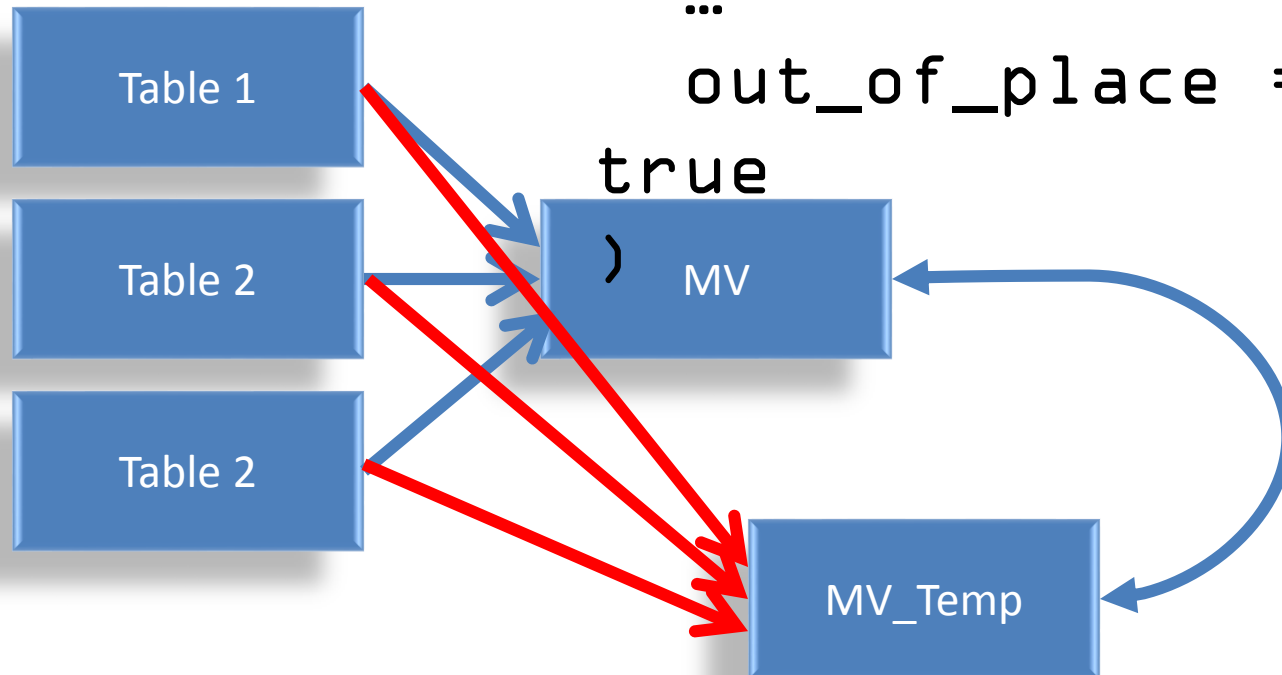 Table 1
…
out_of_place =
true
)
Table 2
MV
Table 2
MV_Temp